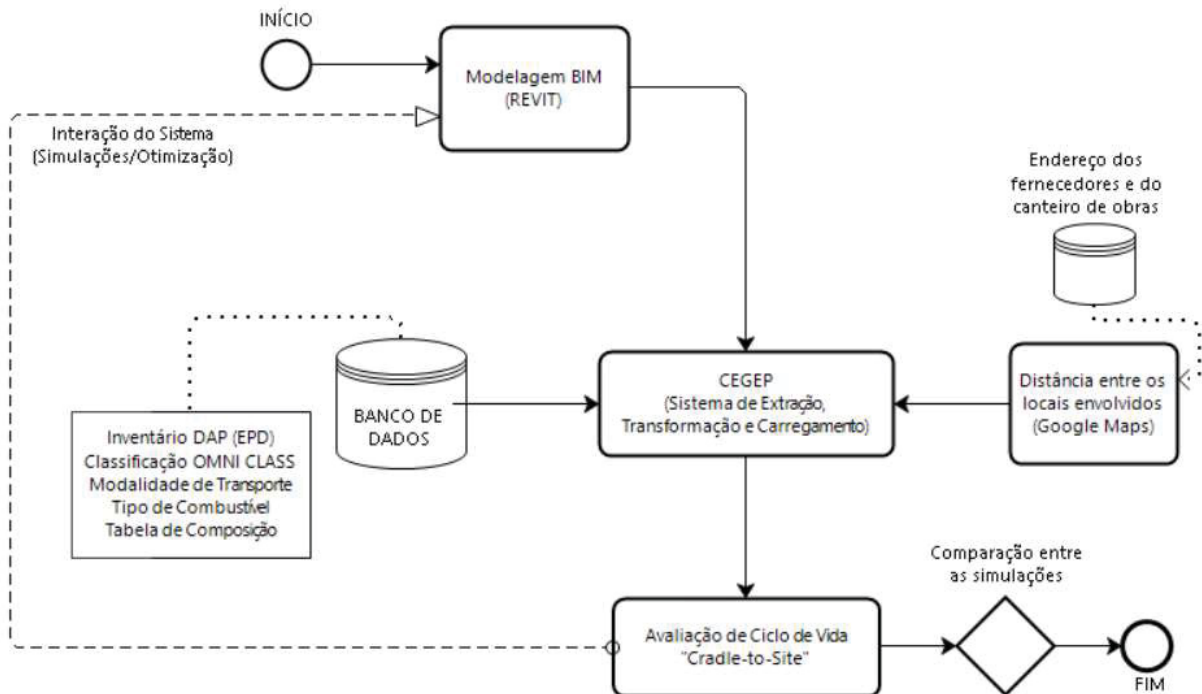 INÍCIO
Modelagem BIM
(REVIT)
Interação do Sistema
(Simulações/Otimização)
Endereço dos
fernecedores e do
canteiro de obras
Inventário DAP (EPD)
Classificação OMNI CLASS
Modalidade de Transporte
Tipo de Combustível
Tabela de Composição
BANCO DE
DADOS
CEGEP
(Sistema de Extração,
Transformação e Carregamento)
Distância entre os
locais envolvidos
(Google Maps)
Avaliação de Ciclo de Vida
"Cradle-to-Site"
Comparação entre
as simulações
FIM